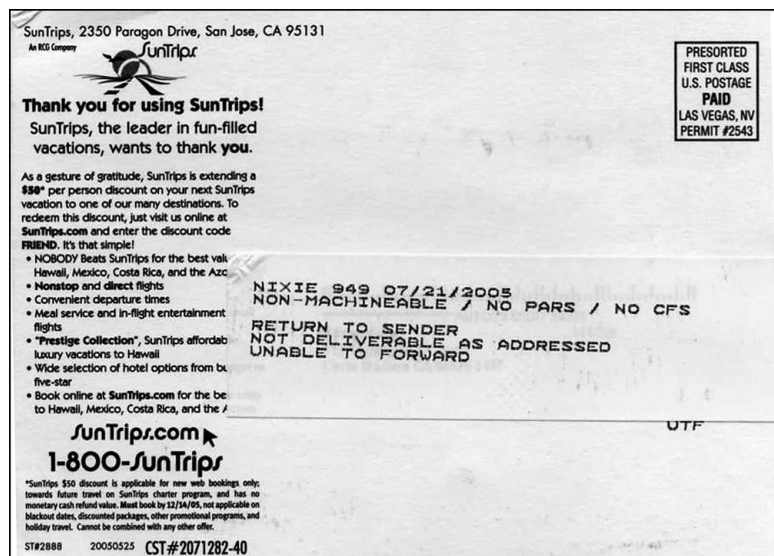 SunTrips, 2350 Paragon Drive, San Jose, CA 95131
An RCG Company
SunTrips
Thank you for using SunTrips!
SunTrips, the leader in fun-filled
vacations, wants to thank you.
As a gesture of gratitude, SunTrips is extending a
$50* per person discount on your next SunTrips
vacation to one of our many destinations. To
redeem this discount, just visit us online at
SunTrips.com and enter the discount code
FRIEND. It's that simple!
• NOBODY Beats SunTrips for the best val
Hawaii, Mexico, Costa Rica, and the Azo
• Nonstop and direct flights
• Convenient departure times
• Meal service and in-flight entertainment
flights
• "Prestige Collection", SunTrips affordab
luxury vacations to Hawaii
• Wide selection of hotel options from bu
five-star
• Book online at SunTrips.com for the be
to Hawaii, Mexico, Costa Rica, and the
SunTrips.com
1-800-SunTrips
*SunTrips $50 discount is applicable for new web bookings only;
towards future travel on SunTrips charter program, and has no
monetary cash refund value. Must book by 12/14/05, not applicable on
blackout dates, discounted packages, other promotional programs, and
holiday travel. Cannot be combined with any other offer.
ST#2888 20050525 CST#2071282-40
PRESORTED
FIRST CLASS
U.S. POSTAGE
PAID
LAS VEGAS, NV
PERMIT #2543
NIXIE 949 07/21/2005
NON-MACHINEABLE / NO PARS / NO CFS
RETURN TO SENDER
NOT DELIVERABLE AS ADDRESSED
UNABLE TO FORWARD
UTF